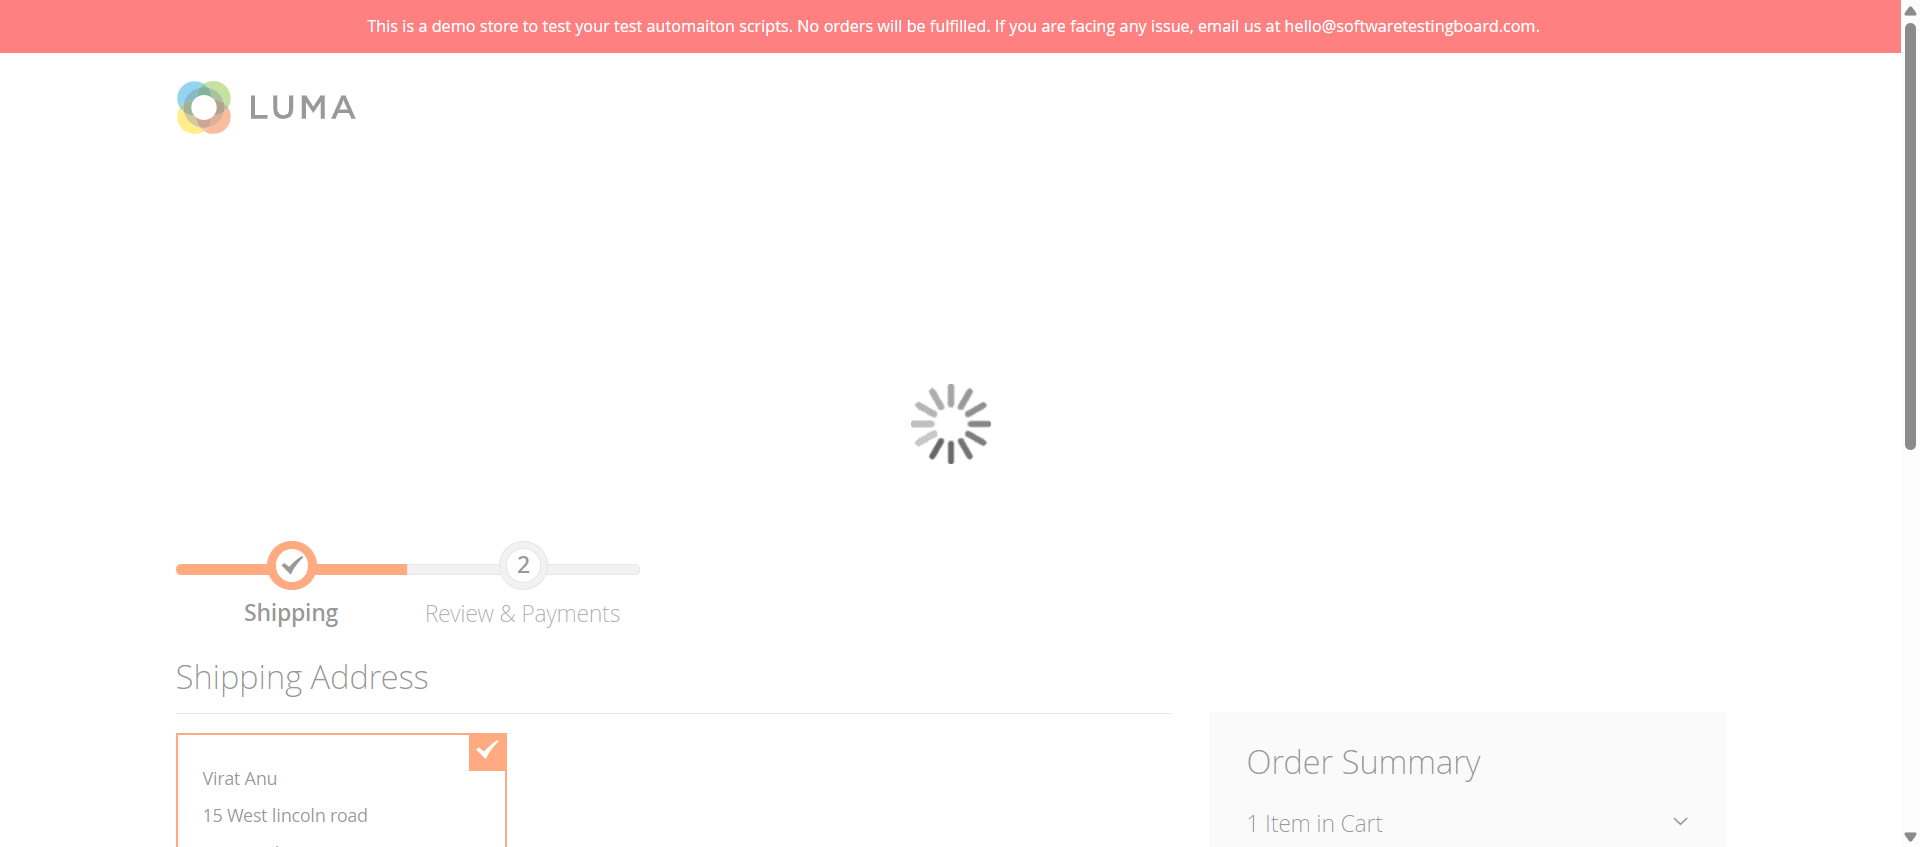 This is a demo store to test your test automaiton scripts. No orders will be fulfilled. If you are facing any issue, email us at hello@softwaretestingboard.com.
LUMA
2
Shipping
Review & Payments
Shipping Address
Virat Anu
15 West lincoln road
Order Summary
1 Item in Cart